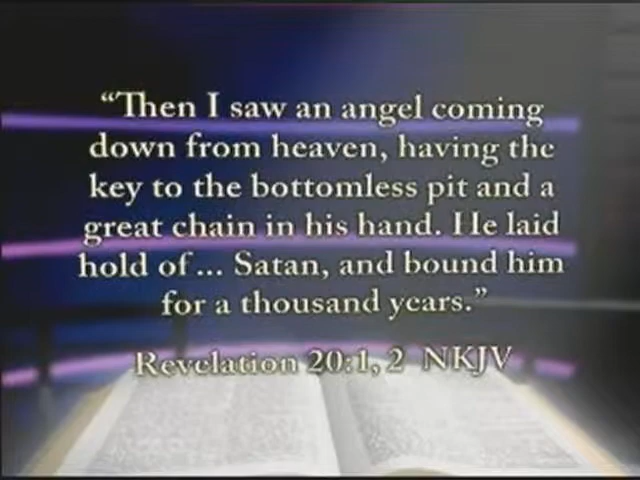 “Then I saw an angel coming
down from heaven, having the
key to the bottomless pit and a
great chain in his hand. He laid
hold of... Satan, and bound him
for a thousand years.”
Revelation 20:1, 2 NKJV